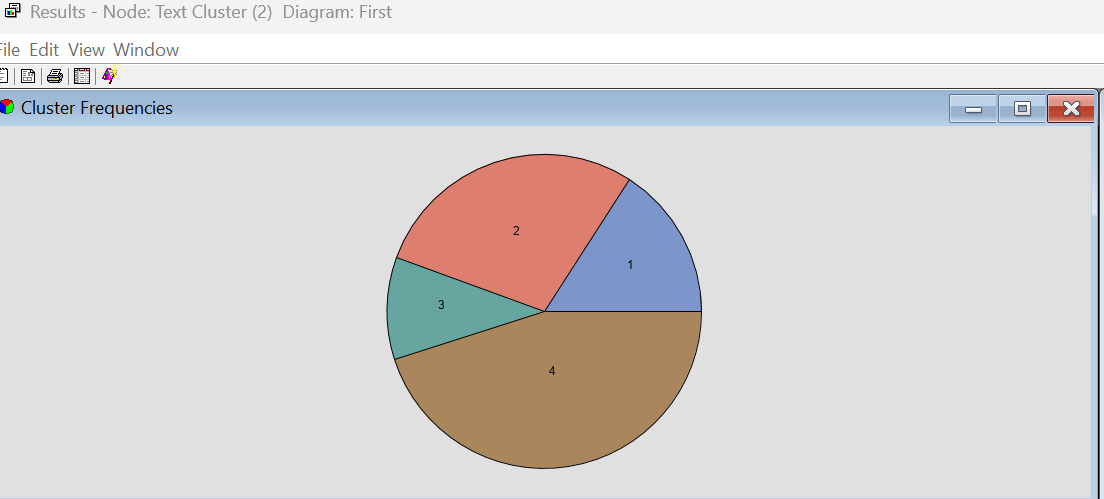 Results - Node: Text Cluster (2) Diagram: First
File Edit View Window
Cluster Frequencies
2
1
3
4